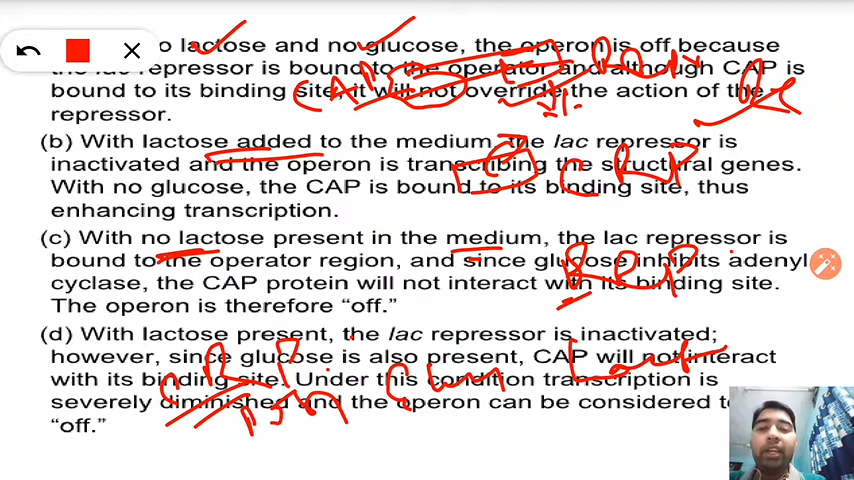 no lactose and no glucose, the operon is off because
the lac repressor is bound to the operator and although CAP is
bound to its binding site, it will not override the action of the
repressor.
(b) With lactose added to the medium, the lac repressor is
inactivated and the operon is transcribing the structural genes.
With no glucose, the CAP is bound to its binding site, thus
enhancing transcription.
(c) With no lactose present in the medium, the lac repressor is
bound to the operator region, and since glucose inhibits adenyl
cyclase, the CAP protein will not interact with its binding site.
The operon is therefore “off.”
(d) With lactose present, the lac repressor is inactivated;
however, since glucose is also present, CAP will not interact
with its binding site. Under this condition transcription is
severely diminished and the operon can be considered
“off.”
CAP
CRP